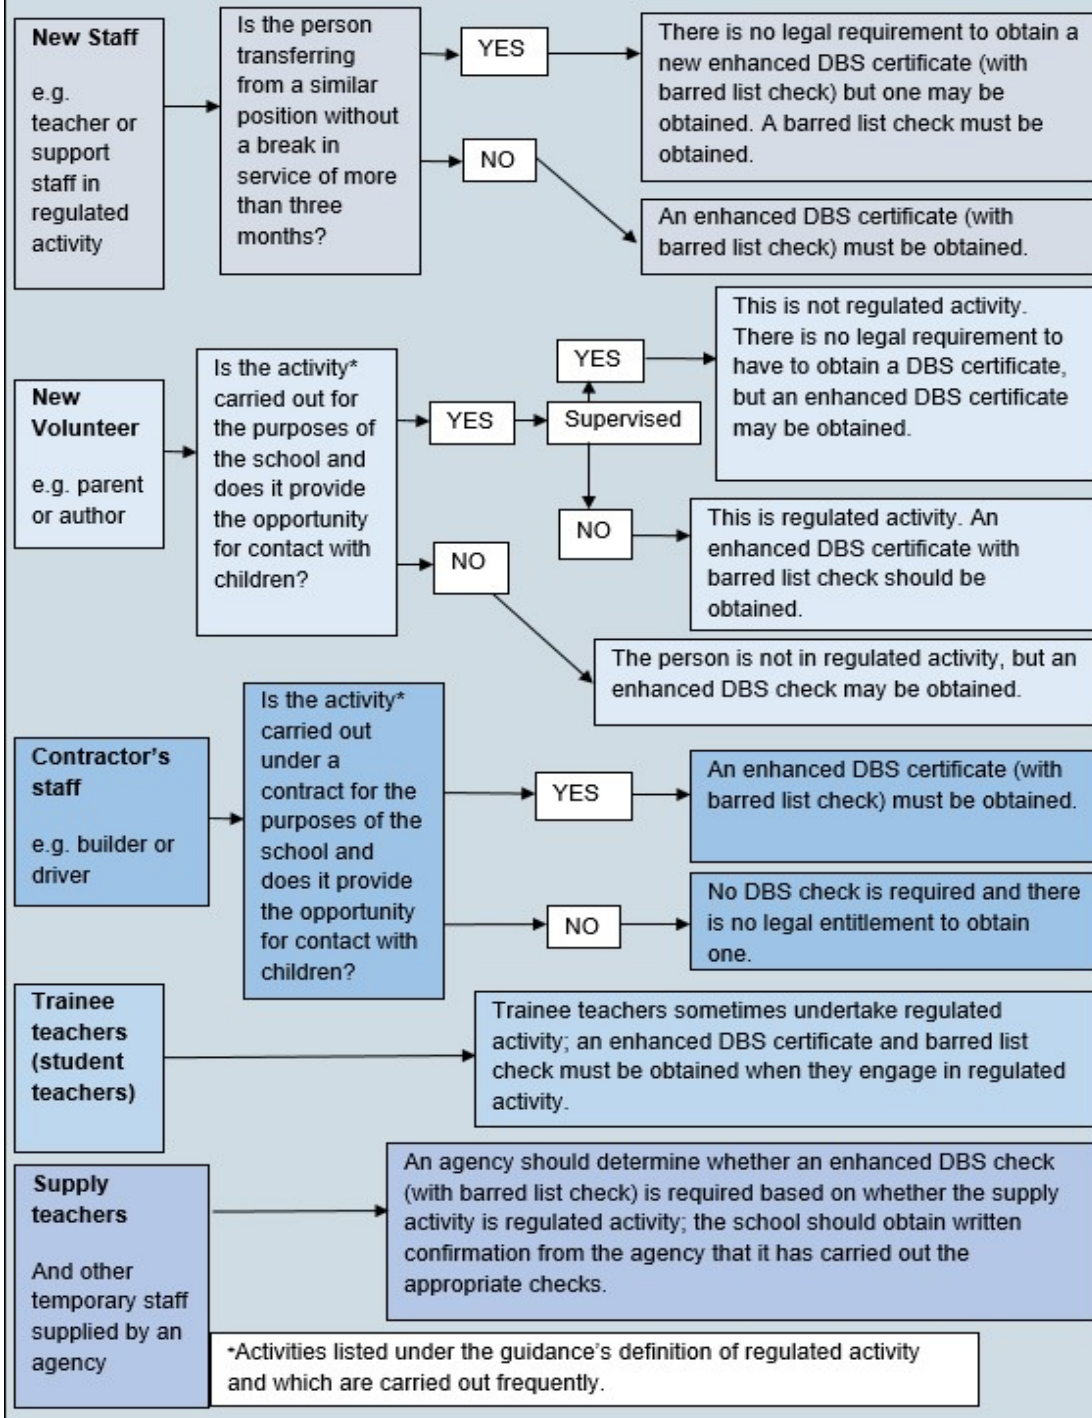 New Staff
e.g.
teacher or
support
staff in
regulated
activity
Is the person
transferring
from a similar
position without
a break in
service of more
than three
months?
YES
There is no legal requirement to obtain a
new enhanced DBS certificate (with
barred list check) but one may be
obtained. A barred list check must be
obtained.
NO
An enhanced DBS certificate (with
barred list check) must be obtained.
New
Volunteer
e.g. parent
or author
Is the activity*
carried out for
the purposes of
the school and
does it provide
the opportunity
for contact with
children?
YES
Supervised
YES
This is not regulated activity.
There is no legal requirement to
have to obtain a DBS certificate,
but an enhanced DBS certificate
may be obtained.
NO
This is regulated activity. An
enhanced DBS certificate with
barred list check should be
obtained.
NO
The person is not in regulated activity, but an
enhanced DBS check may be obtained.
Contractor's
staff
e.g. builder or
driver
Is the activity*
carried out
under a
contract for the
purposes of the
school and
does it provide
the opportunity
for contact with
children?
YES
An enhanced DBS certificate (with
barred list check) must be obtained.
NO
No DBS check is required and there
is no legal entitlement to obtain
one.
Trainee
teachers
(student
teachers)
Trainee teachers sometimes undertake regulated
activity; an enhanced DBS certificate and barred list
check must be obtained when they engage in regulated
activity.
Supply
teachers
And other
temporary staff
supplied by an
agency
An agency should determine whether an enhanced DBS check
(with barred list check) is required based on whether the supply
activity is regulated activity; the school should obtain written
confirmation from the agency that it has carried out the
appropriate checks.
*Activities listed under the guidance's definition of regulated activity
and which are carried out frequently.